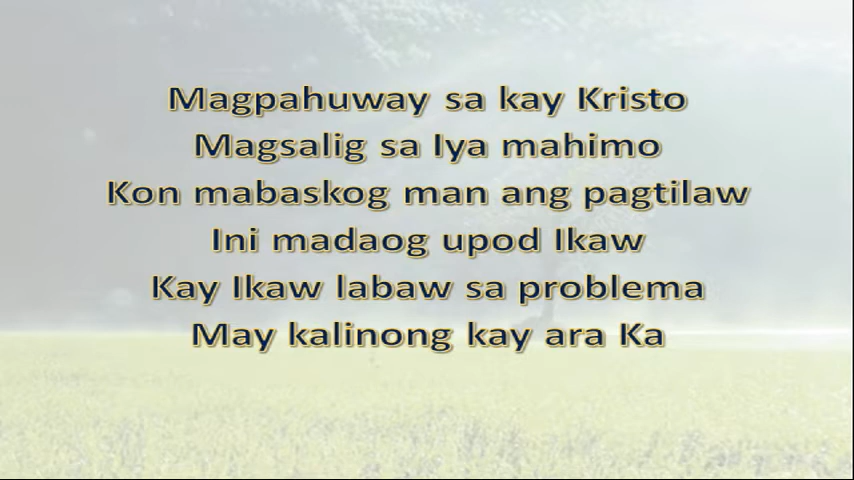 Magpahuway sa kay Kristo
Magsalig sa Iya mahimo
Kon mabaskog man ang pagtilaw
Ini madaog upod Ikaw
Kay Ikaw labaw sa problema
May kalinong kay ara Ka